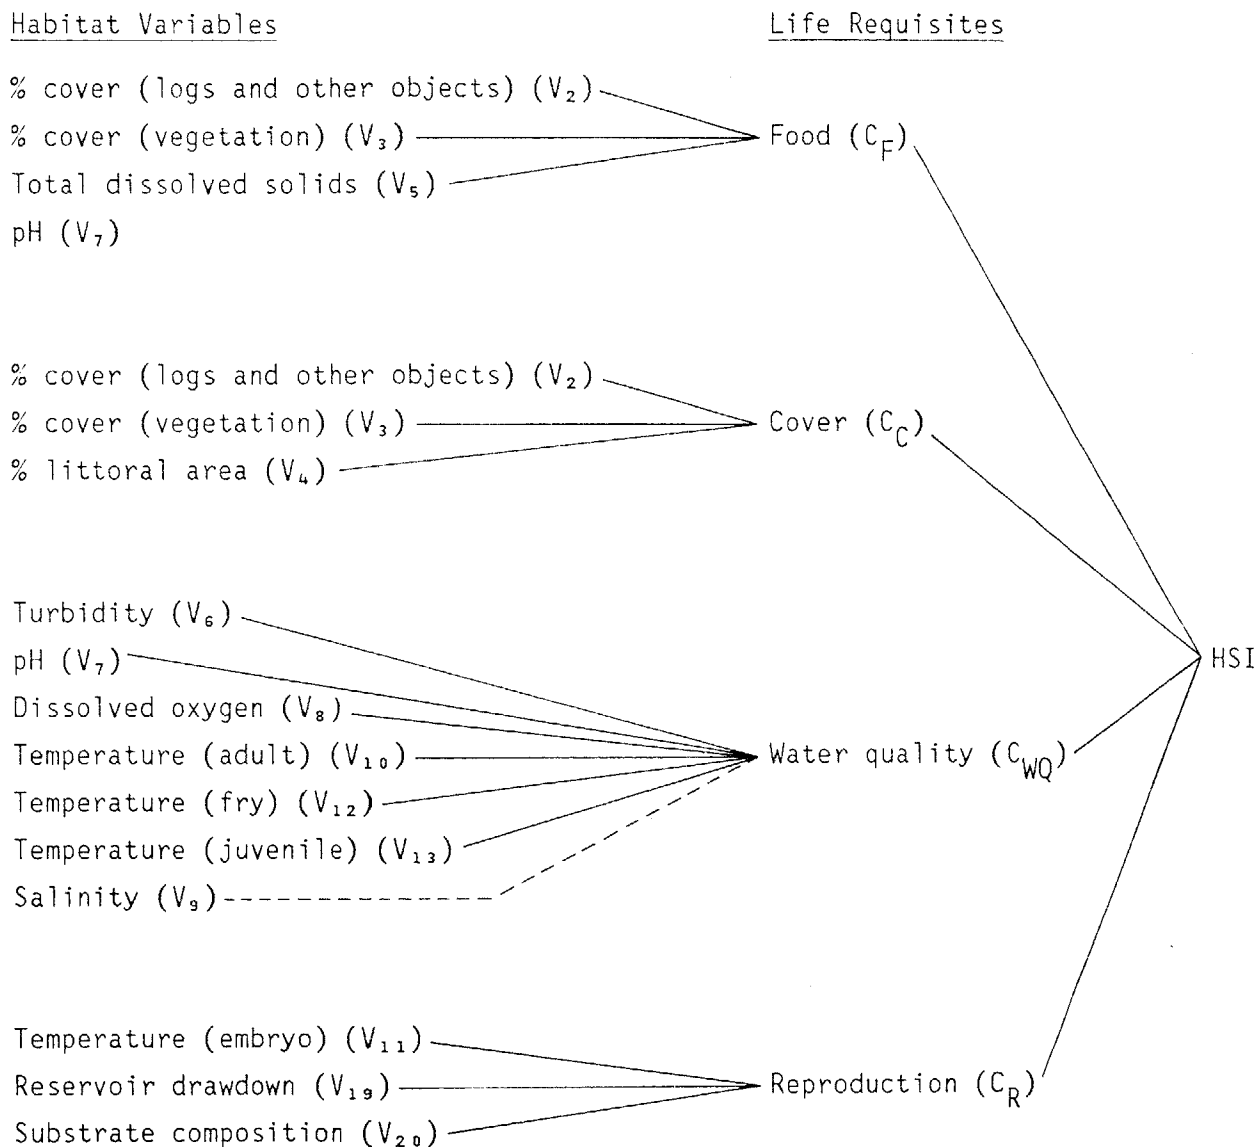 Habitat Variables Life Requisites
% cover (logs and other objects) (V₂)
% cover (vegetation) (V₃) Food (C_F)
Total dissolved solids (V₅)
pH (V₇)
% cover (logs and other objects) (V₂)
% cover (vegetation) (V₃) Cover (C_C)
% littoral area (V₄)
Turbidity (V₆)
pH (V₇) HSI
Dissolved oxygen (V₈)
Temperature (adult) (V₁₀) Water quality (C_WQ)
Temperature (fry) (V₁₂)
Temperature (juvenile) (V₁₃)
Salinity (V₉)
Temperature (embryo) (V₁₁)
Reservoir drawdown (V₁₉) Reproduction (C_R)
Substrate composition (V₂₀)